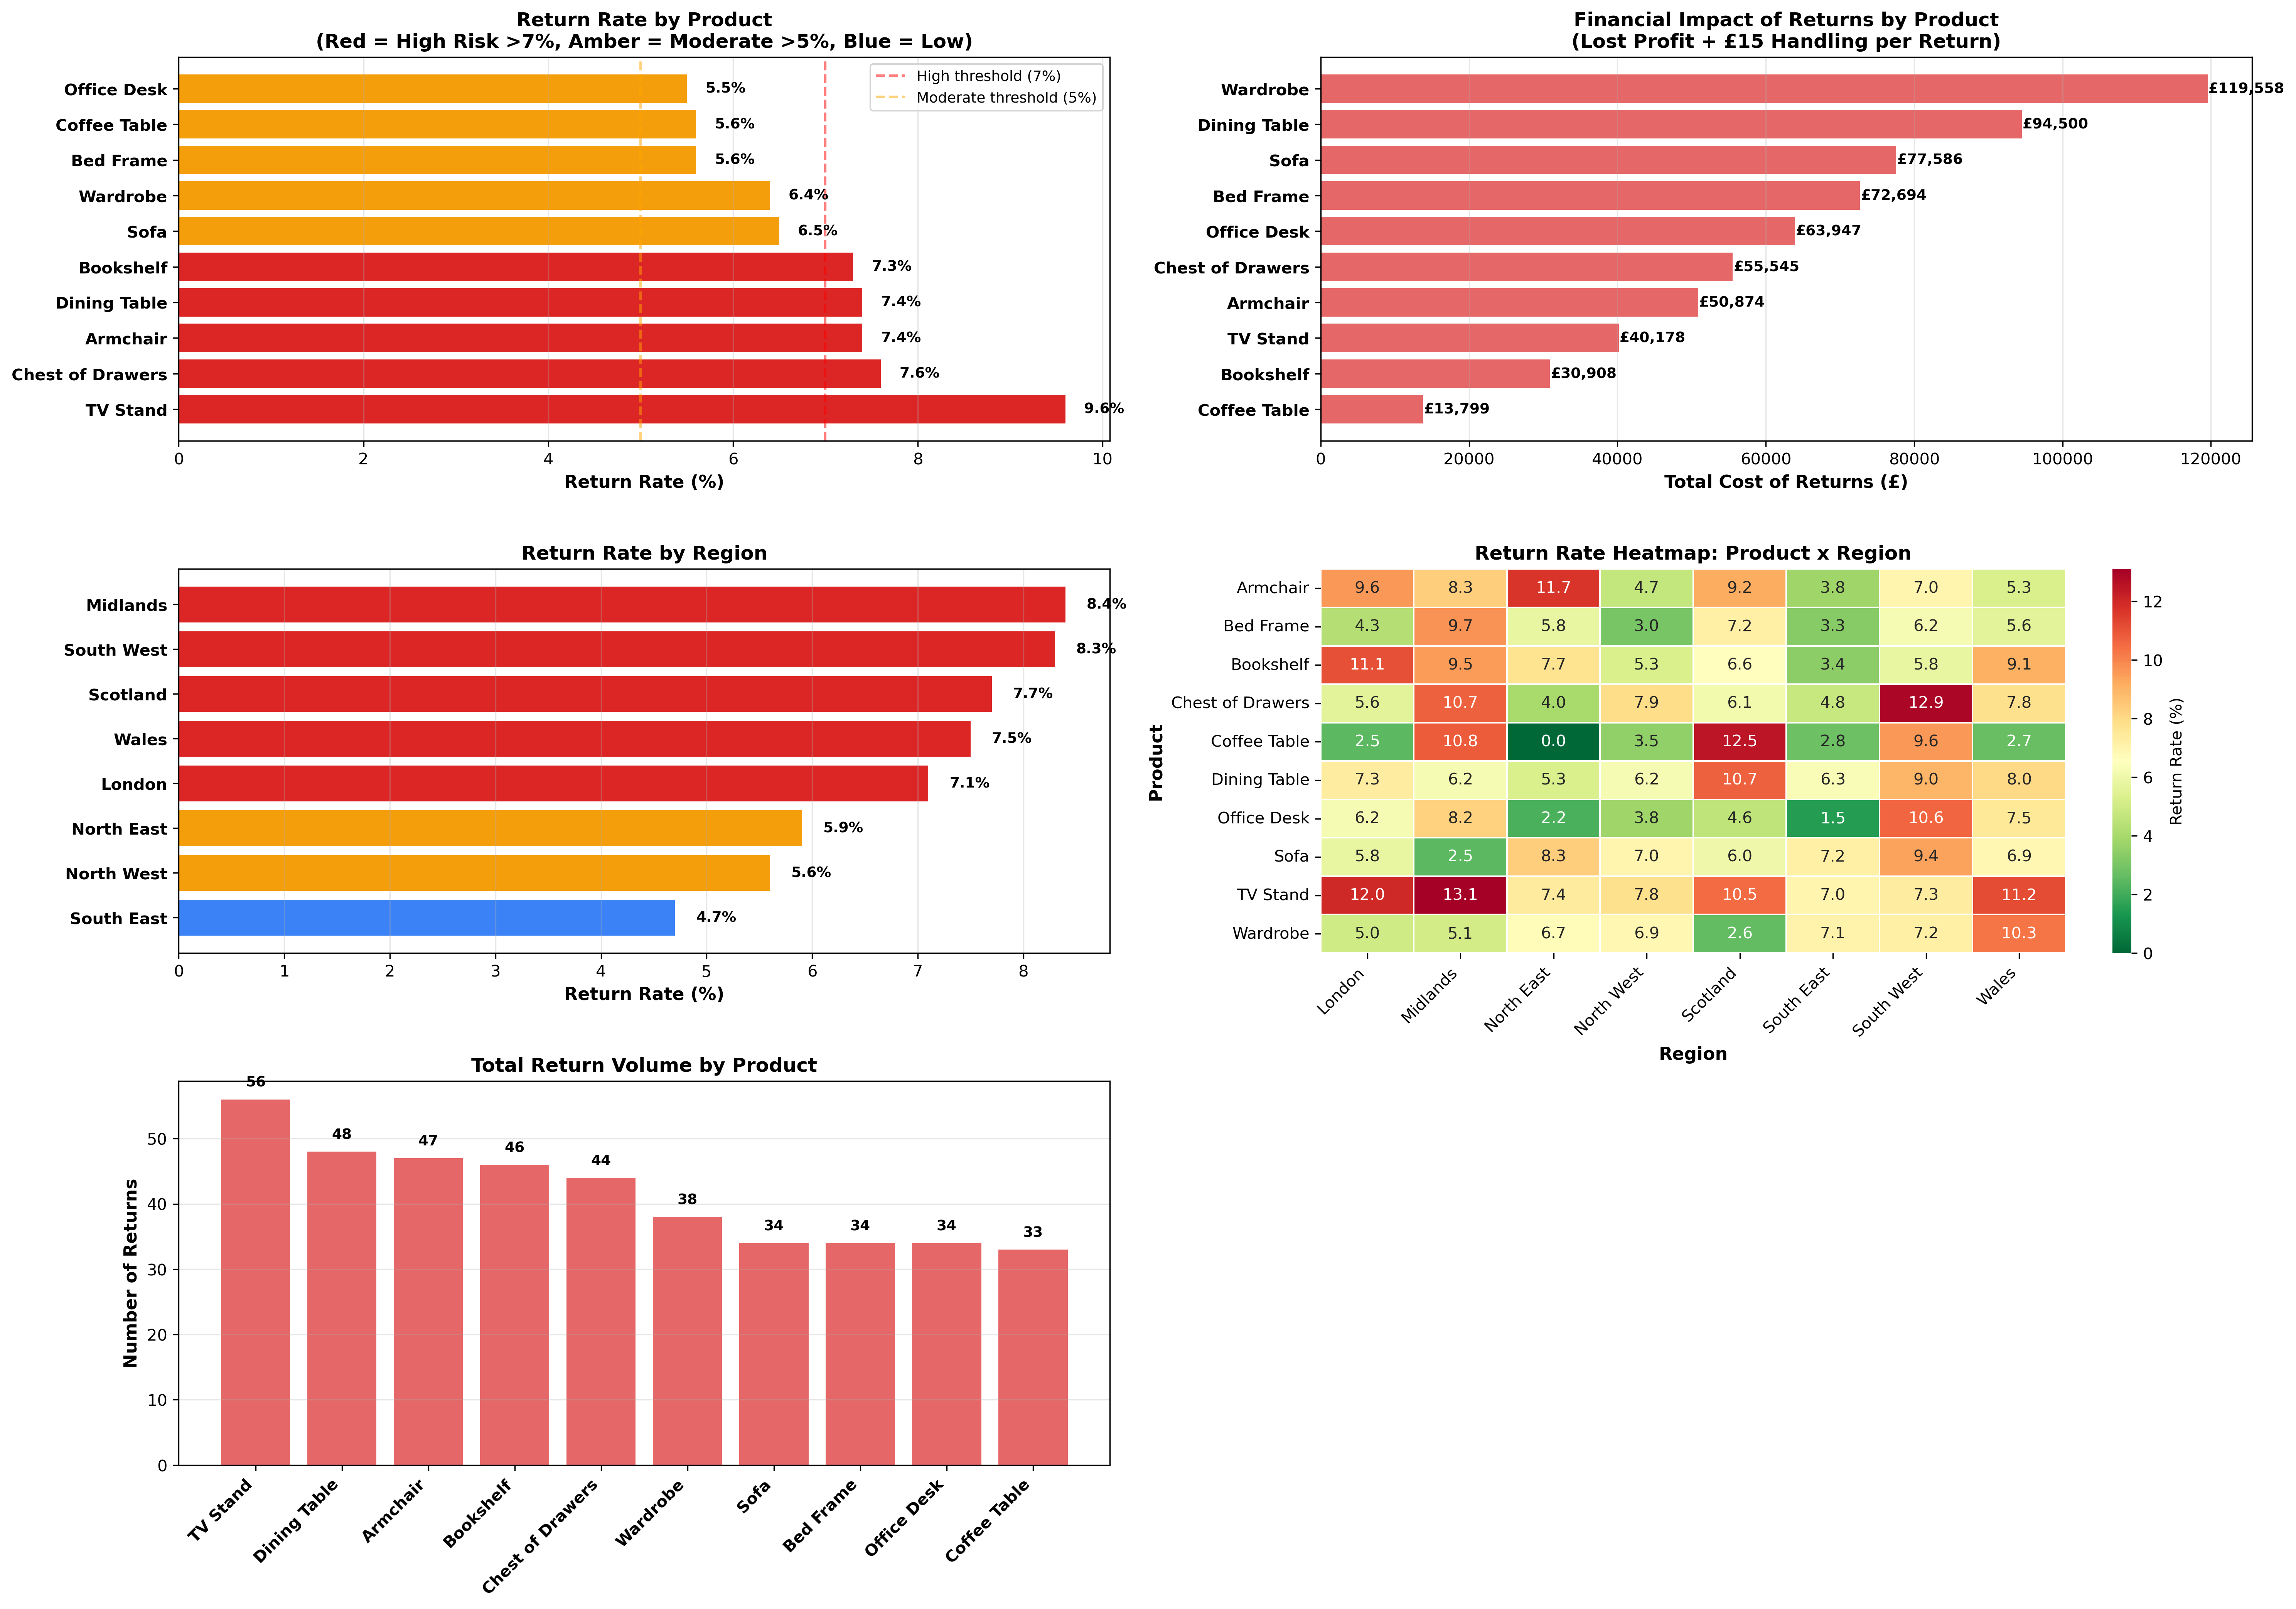 Return Rate by Product
(Red = High Risk >7%, Amber = Moderate >5%, Blue = Low)
High threshold (7%)
Moderate threshold (5%)
Office Desk 5.5%
Coffee Table 5.6%
Bed Frame 5.6%
Wardrobe 6.4%
Sofa 6.5%
Bookshelf 7.3%
Dining Table 7.4%
Armchair 7.4%
Chest of Drawers 7.6%
TV Stand 9.6%
0 2 4 6 8 10
Return Rate (%)
Financial Impact of Returns by Product
(Lost Profit + £15 Handling per Return)
Wardrobe £119,558
Dining Table £94,500
Sofa £77,586
Bed Frame £72,694
Office Desk £63,947
Chest of Drawers £55,545
Armchair £50,874
TV Stand £40,178
Bookshelf £30,908
Coffee Table £13,799
0 20000 40000 60000 80000 100000 120000
Total Cost of Returns (£)
Return Rate by Region
Midlands 8.4%
South West 8.3%
Scotland 7.7%
Wales 7.5%
London 7.1%
North East 5.9%
North West 5.6%
South East 4.7%
0 1 2 3 4 5 6 7 8
Return Rate (%)
Return Rate Heatmap: Product x Region
Product
Armchair 9.6 8.3 11.7 4.7 9.2 3.8 7.0 5.3
Bed Frame 4.3 9.7 5.8 3.0 7.2 3.3 6.2 5.6
Bookshelf 11.1 9.5 7.7 5.3 6.6 3.4 5.8 9.1
Chest of Drawers 5.6 10.7 4.0 7.9 6.1 4.8 12.9 7.8
Coffee Table 2.5 10.8 0.0 3.5 12.5 2.8 9.6 2.7
Dining Table 7.3 6.2 5.3 6.2 10.7 6.3 9.0 8.0
Office Desk 6.2 8.2 2.2 3.8 4.6 1.5 10.6 7.5
Sofa 5.8 2.5 8.3 7.0 6.0 7.2 9.4 6.9
TV Stand 12.0 13.1 7.4 7.8 10.5 7.0 7.3 11.2
Wardrobe 5.0 5.1 6.7 6.9 2.6 7.1 7.2 10.3
London Midlands North East North West Scotland South East South West Wales
Region
12
10
8
6
4
2
0
Return Rate (%)
Total Return Volume by Product
Number of Returns
50
40
30
20
10
0
56 48 47 46 44 38 34 34 34 33
TV Stand Dining Table Armchair Bookshelf Chest of Drawers Wardrobe Sofa Bed Frame Office Desk Coffee Table